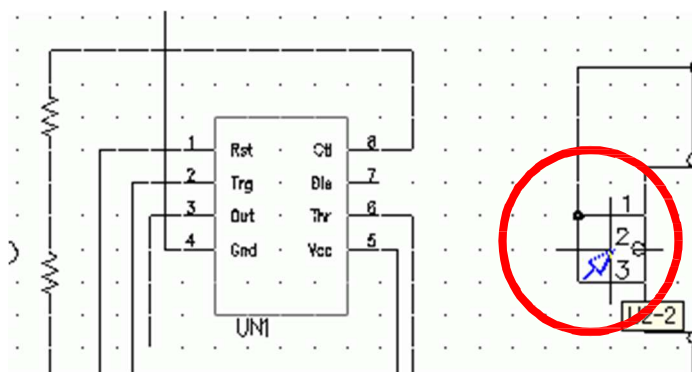 1 Rst Ctl 8
2 Trg Dis 7
3 Out Thr 6
4 Gnd Vcc 5
UN1
1
2
3
U2-2